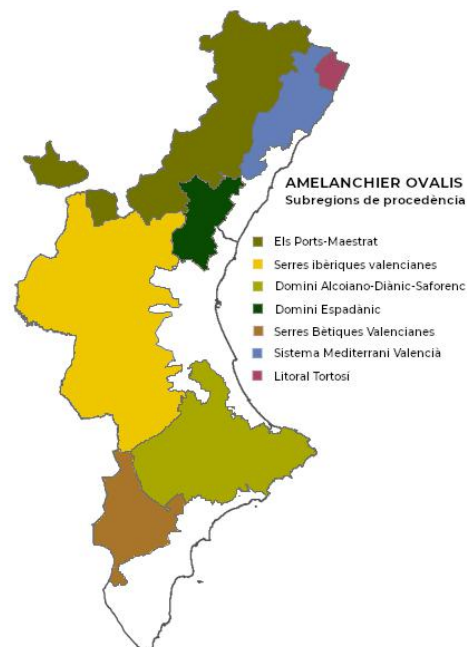 AMELANCHIER OVALIS
Subregions de procedència
Els Ports-Maestrat
Serres ibèriques valencianes
Domini Alcoiano-Diànic-Saforenc
Domini Espadànic
Serres Bètiques Valencianes
Sistema Mediterrani Valencià
Litoral Tortosí